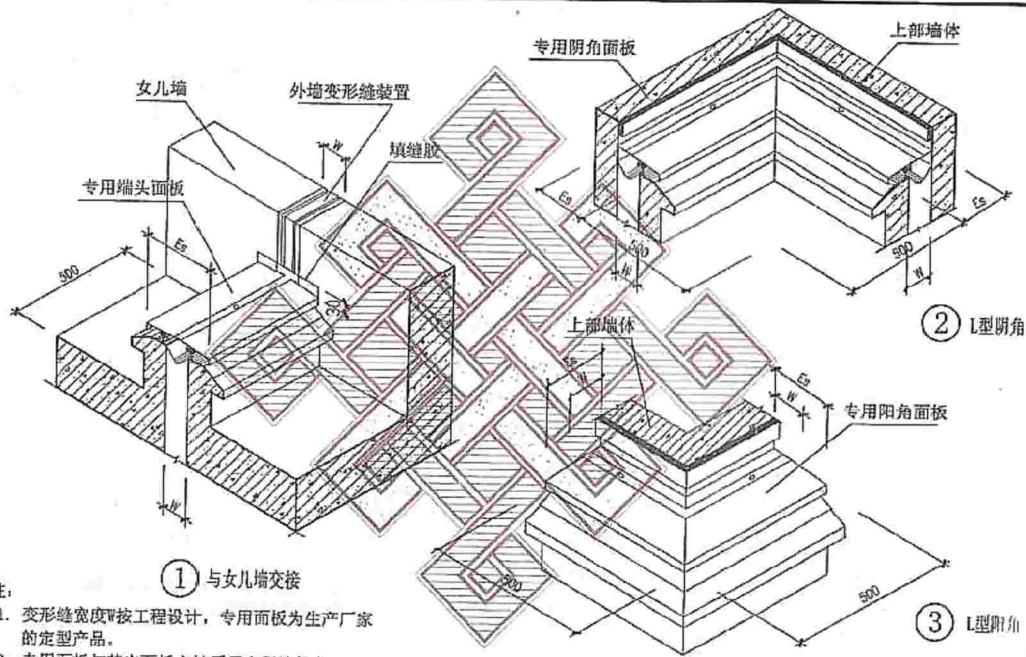 专用阴角面板
上部墙体
女儿墙
外墙变形缝装置
W
填缝胶
专用端头面板
Es
500
W
Es
500
W
Es
500
W
② L型阴角
上部墙体
Es
W
Es
W
专用阳角面板
W
500
500
① 与女儿墙交接
③ L型阳角
注:
1. 变形缝宽度W按工程设计,专用面板为生产厂家
的定型产品。